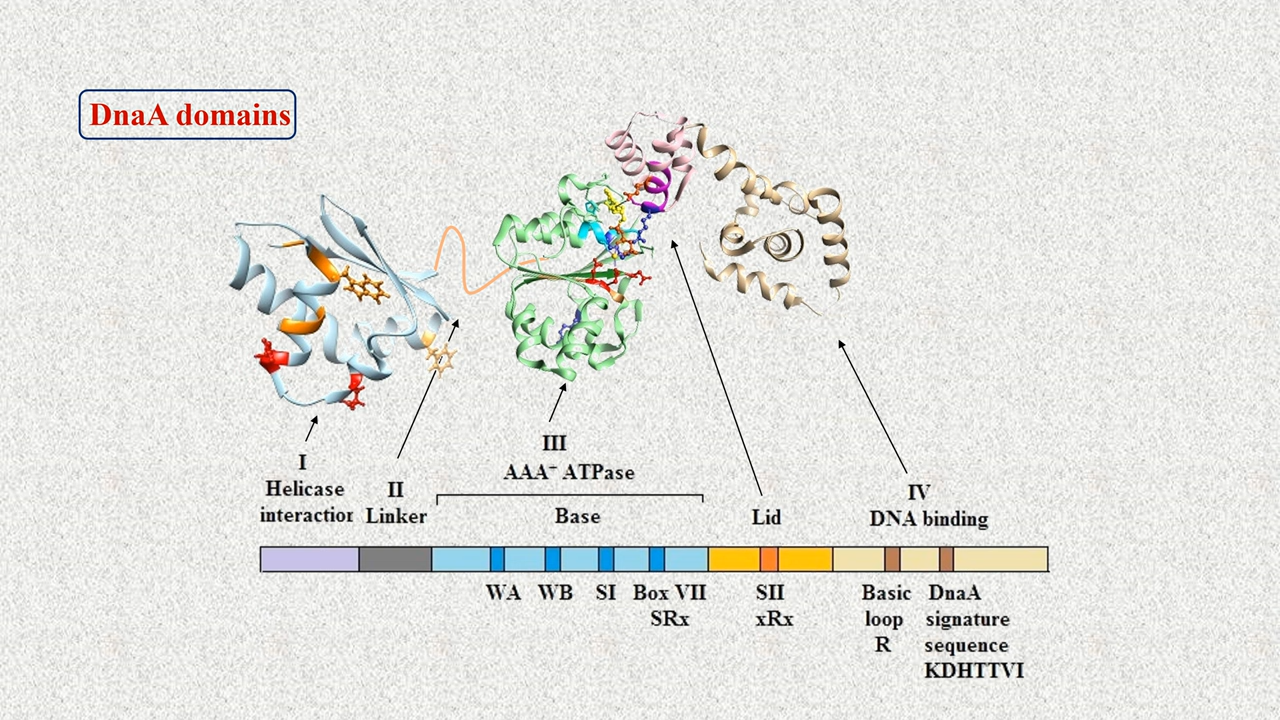 DnaA domains
I
Helicase
interaction
II
Linker
III
AAA+ ATPase
Base
Lid
IV
DNA binding
WA
WB
SI
Box VII
SRx
SII
xRx
Basic
loop
R
DnaA
signature
sequence
KDHTTVI